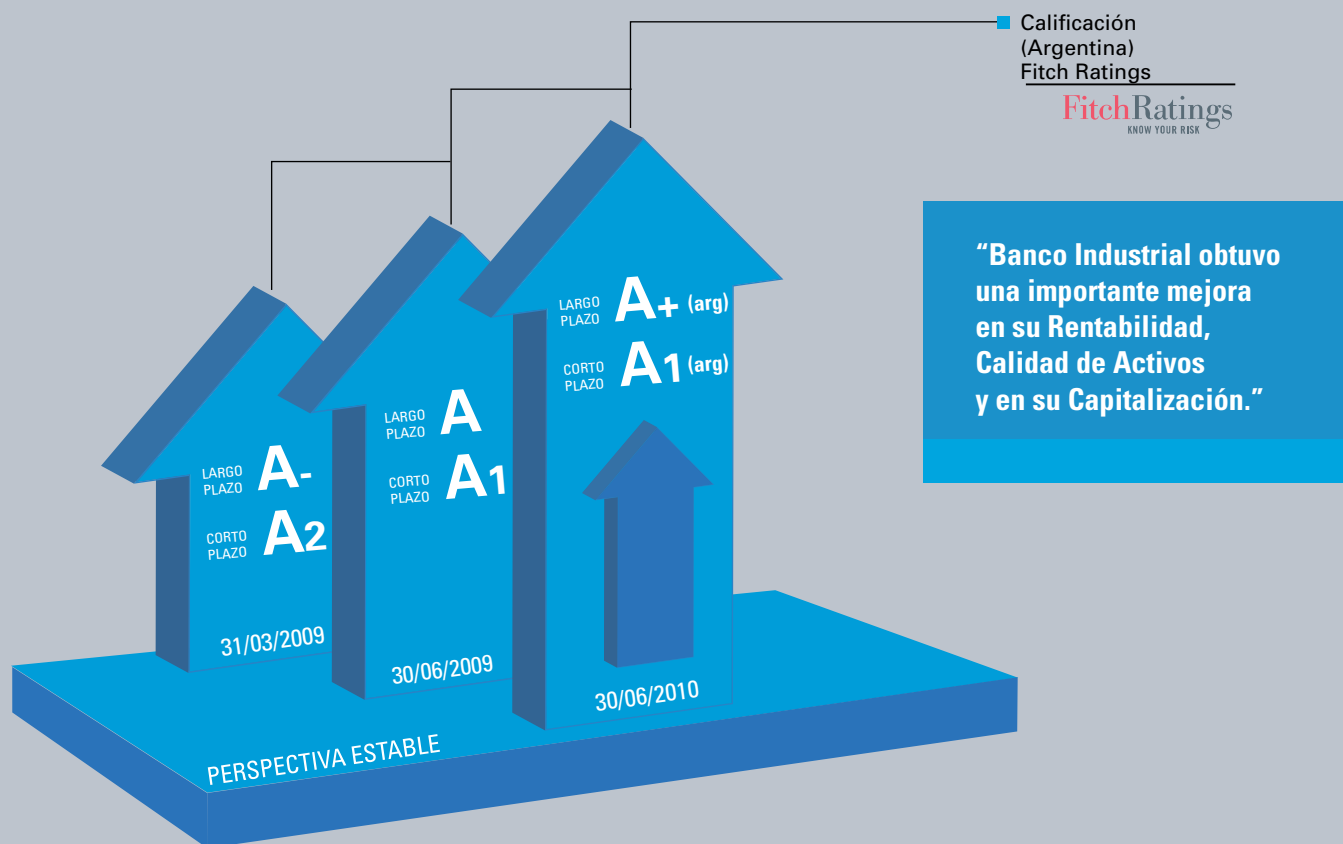 Calificación
(Argentina)
Fitch Ratings
FitchRatings
KNOW YOUR RISK
“Banco Industrial obtuvo
una importante mejora
en su Rentabilidad,
Calidad de Activos
y en su Capitalización.”
LARGO
PLAZO
A-
CORTO
PLAZO
A2
31/03/2009
LARGO
PLAZO
A
CORTO
PLAZO
A1
30/06/2009
LARGO
PLAZO
A+ (arg)
CORTO
PLAZO
A1 (arg)
30/06/2010
PERSPECTIVA ESTABLE